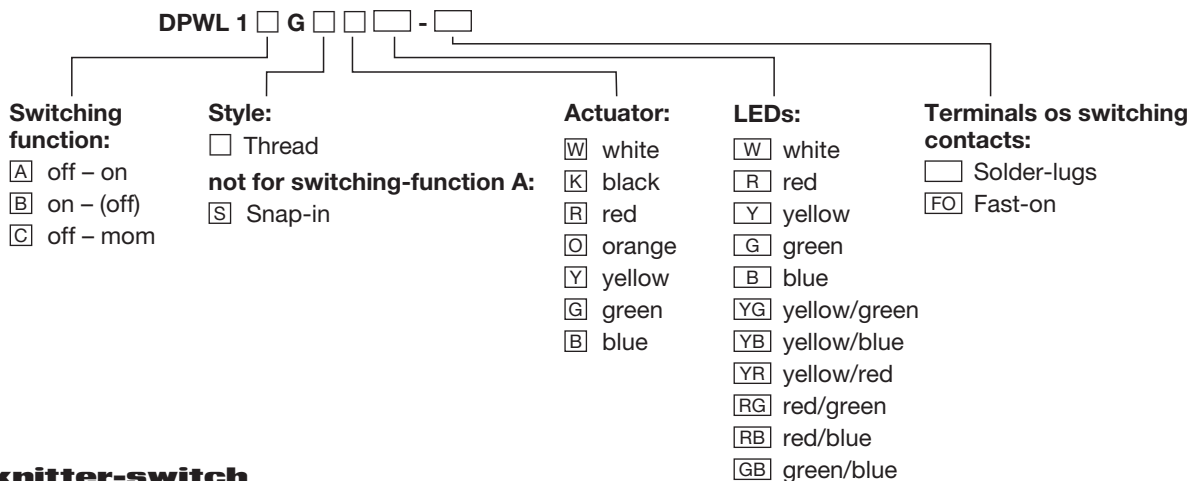 DPWL 1 G -
Switching
function:
A off – on
B on – (off)
C off – mom
Style:
Thread
not for switching-function A:
S Snap-in
Actuator:
W white
K black
R red
O orange
Y yellow
G green
B blue
LEDs:
W white
R red
Y yellow
G green
B blue
YG yellow/green
YB yellow/blue
YR yellow/red
RG red/green
RB red/blue
GB green/blue
Terminals os switching
contacts:
Solder-lugs
FO Fast-on
knitter-switch